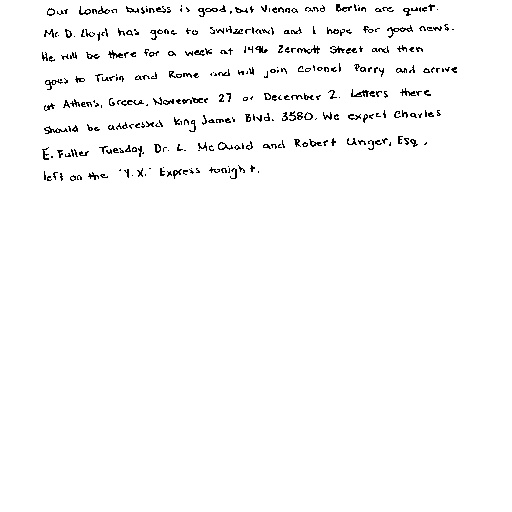 Our London business is good, but Vienna and Berlin are quiet.
Mr. D. Lloyd has gone to Switzerland and I hope for good news.
He will be there for a week at 1496 Zermott Street and then
goes to Turin and Rome and will join Colonel Parry and arrive
at Athens, Greece, November 27 or December 2. Letters there
should be addressed King James Blvd. 3580. We expect Charles
E. Fuller Tuesday. Dr. L. McQuaid and Robert Unger, Esq.,
left on the "Y.X." Express tonight.